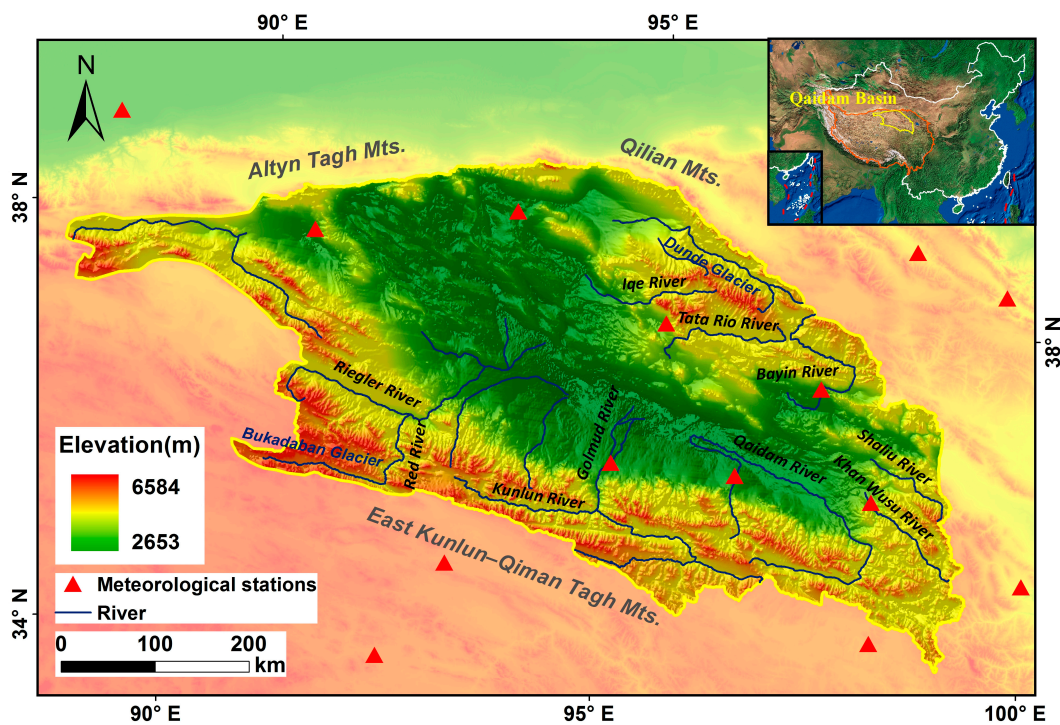 90° E
95° E
N
Qaidam Basin
Altyn Tagh Mts.
Qilian Mts.
38° N
38° N
Dunde Glacier
Iqe River
Tata Rio River
Bayin River
Riegler River
Red River
Bukadaban Glacier
Golmud River
Qaidam River
Shaliu River
Khan Wusu River
Kunlun River
East Kunlun–Qiman Tagh Mts.
Elevation(m)
6584
2653
Meteorological stations
River
0 100 200
km
34° N
90° E
95° E
100° E